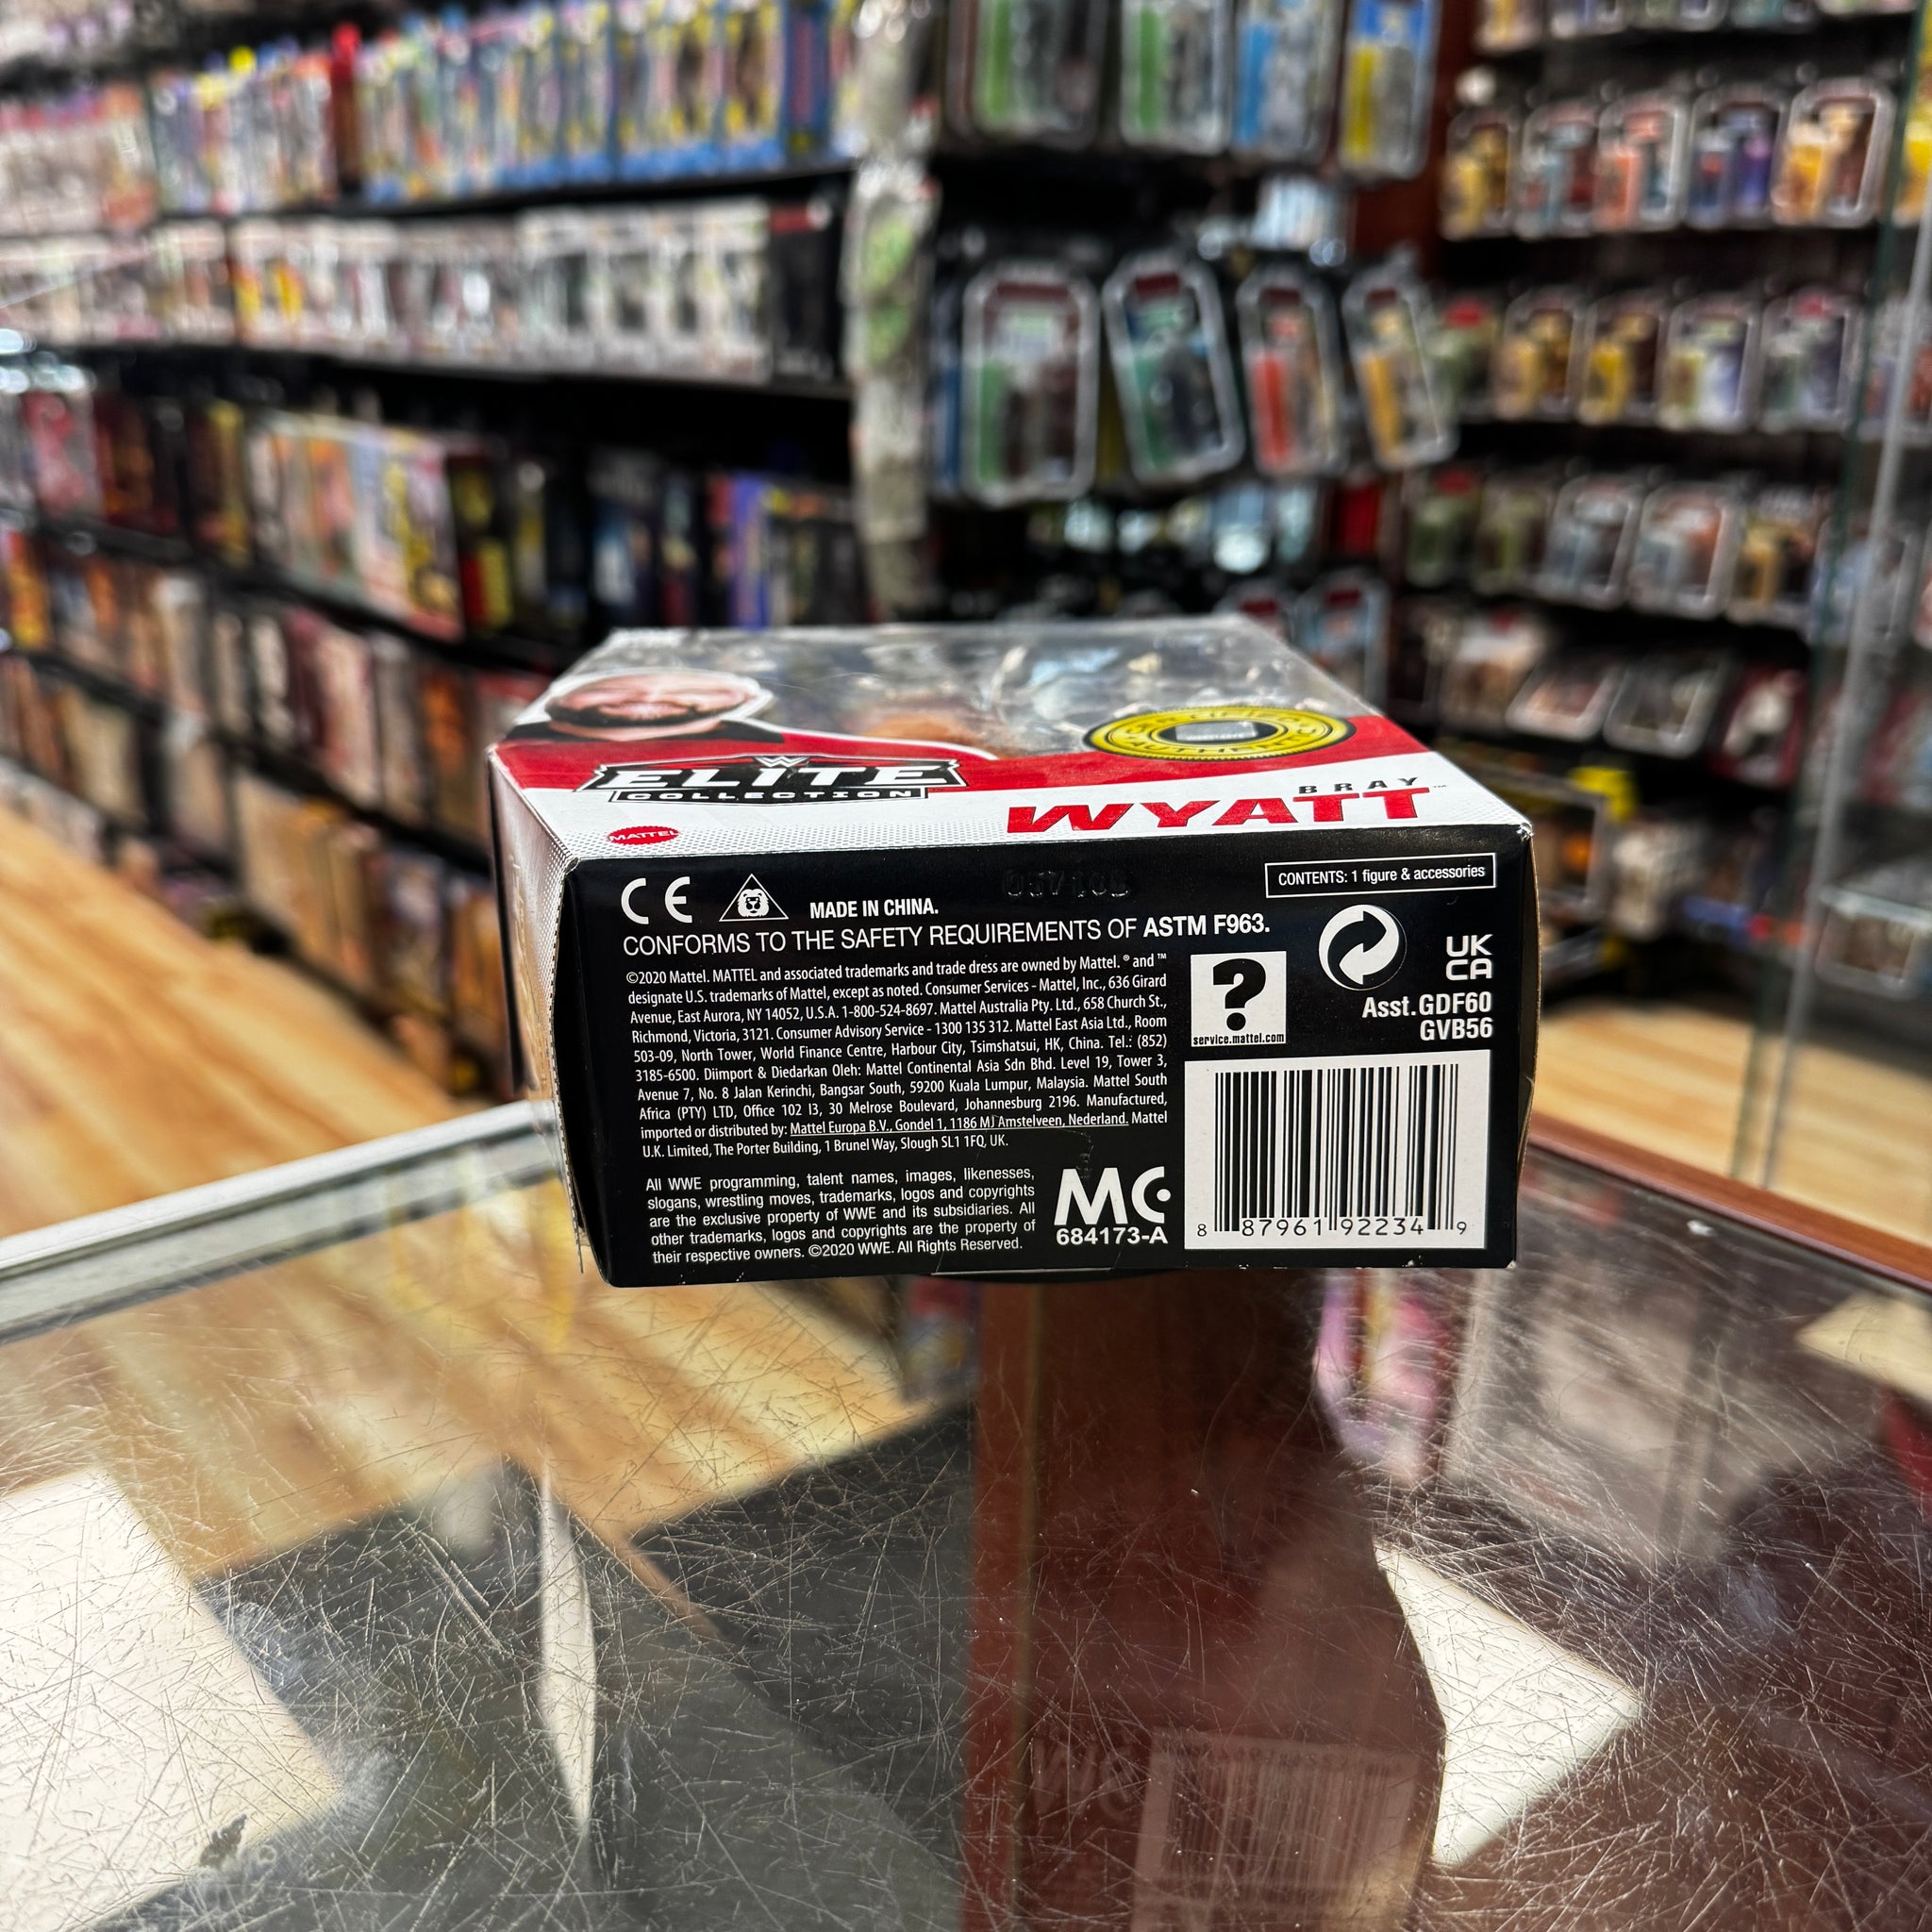 CERTIFIED
AUTHENTIC
W
ELITE
COLLECTION
BRAY
WYATT™
MATTEL
CE
MADE IN CHINA.
CONTENTS: 1 figure & accessories
CONFORMS TO THE SAFETY REQUIREMENTS OF ASTM F963.
©2020 Mattel. MATTEL and associated trademarks and trade dress are owned by Mattel. ® and ™
designate U.S. trademarks of Mattel, except as noted. Consumer Services - Mattel, Inc., 636 Girard
Avenue, East Aurora, NY 14052, U.S.A. 1-800-524-8697. Mattel Australia Pty. Ltd., 658 Church St.,
Richmond, Victoria, 3121. Consumer Advisory Service - 1300 135 312. Mattel East Asia Ltd., Room
503-09, North Tower, World Finance Centre, Harbour City, Tsimshatsui, HK, China. Tel.: (852)
3185-6500. Diimport & Diedarkan Oleh: Mattel Continental Asia Sdn Bhd. Level 19, Tower 3,
Avenue 7, No. 8 Jalan Kerinchi, Bangsar South, 59200 Kuala Lumpur, Malaysia. Mattel South
Africa (PTY) LTD, Office 102 I3, 30 Melrose Boulevard, Johannesburg 2196. Manufactured,
imported or distributed by: Mattel Europa B.V., Gondel 1, 1186 MJ Amstelveen, Nederland. Mattel
U.K. Limited, The Porter Building, 1 Brunel Way, Slough SL1 1FQ, UK.
?
service.mattel.com
UK
CA
Asst.GDF60
GVB56
All WWE programming, talent names, images, likenesses,
slogans, wrestling moves, trademarks, logos and copyrights
are the exclusive property of WWE and its subsidiaries. All
other trademarks, logos and copyrights are the property of
their respective owners. ©2020 WWE. All Rights Reserved.
MC
684173-A
8 87961 92234 9